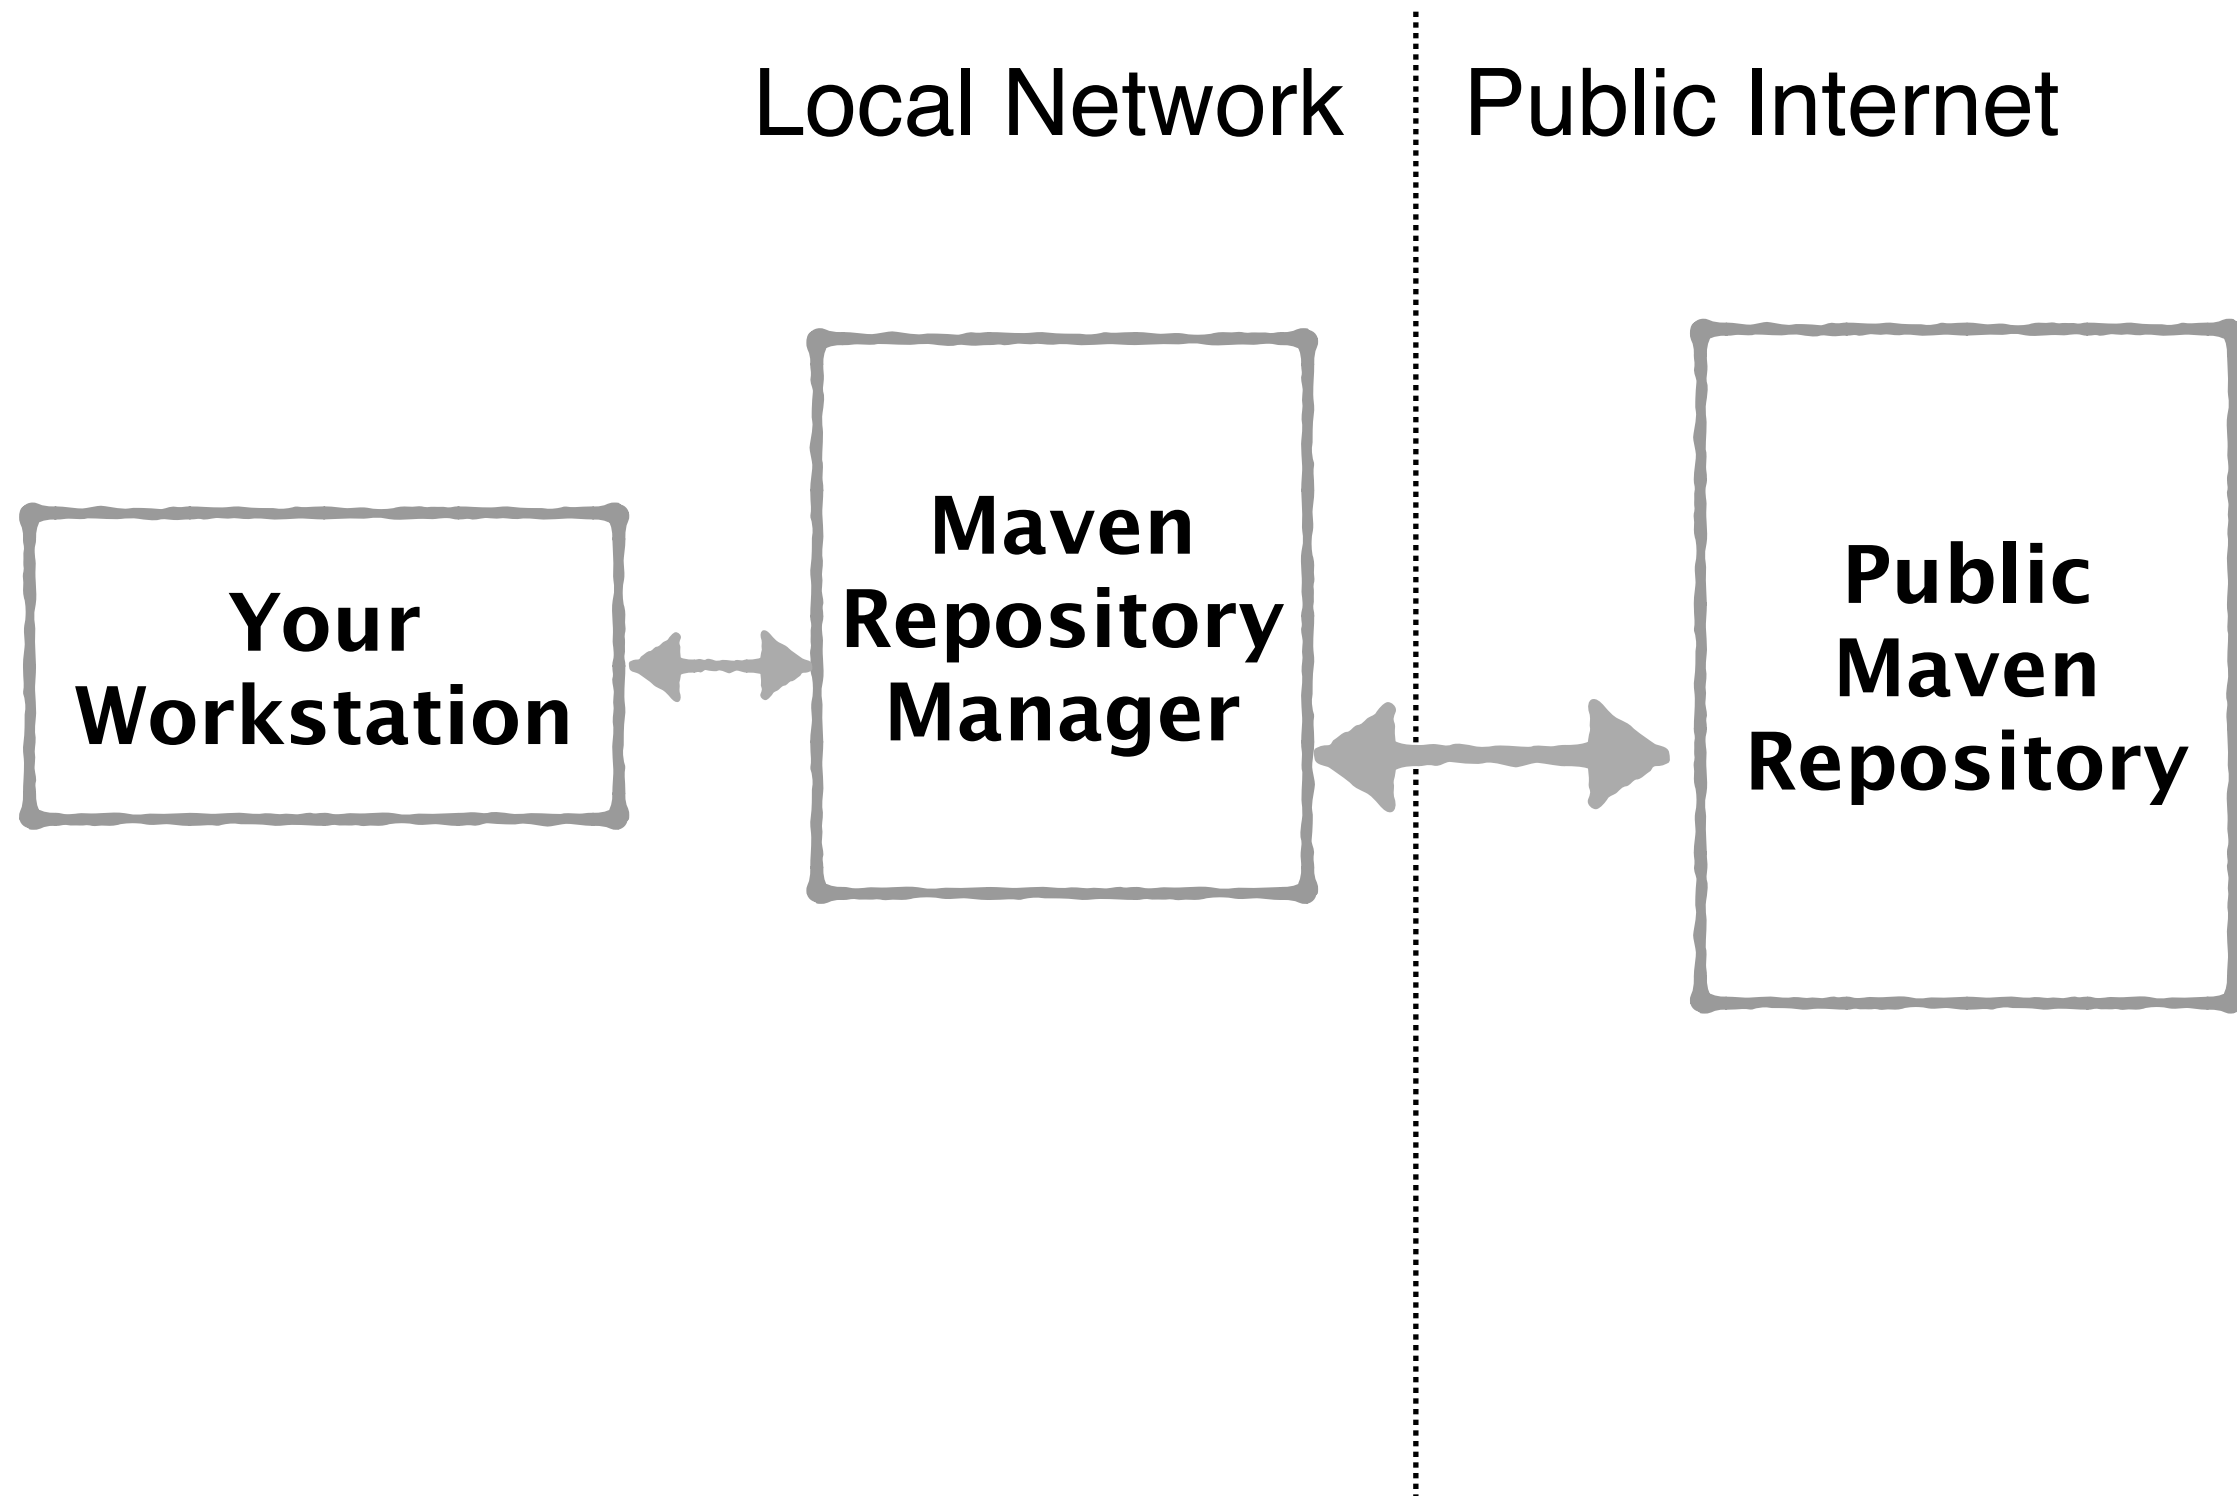 Local Network
Public Internet
Your
Workstation
Maven
Repository
Manager
Public
Maven
Repository